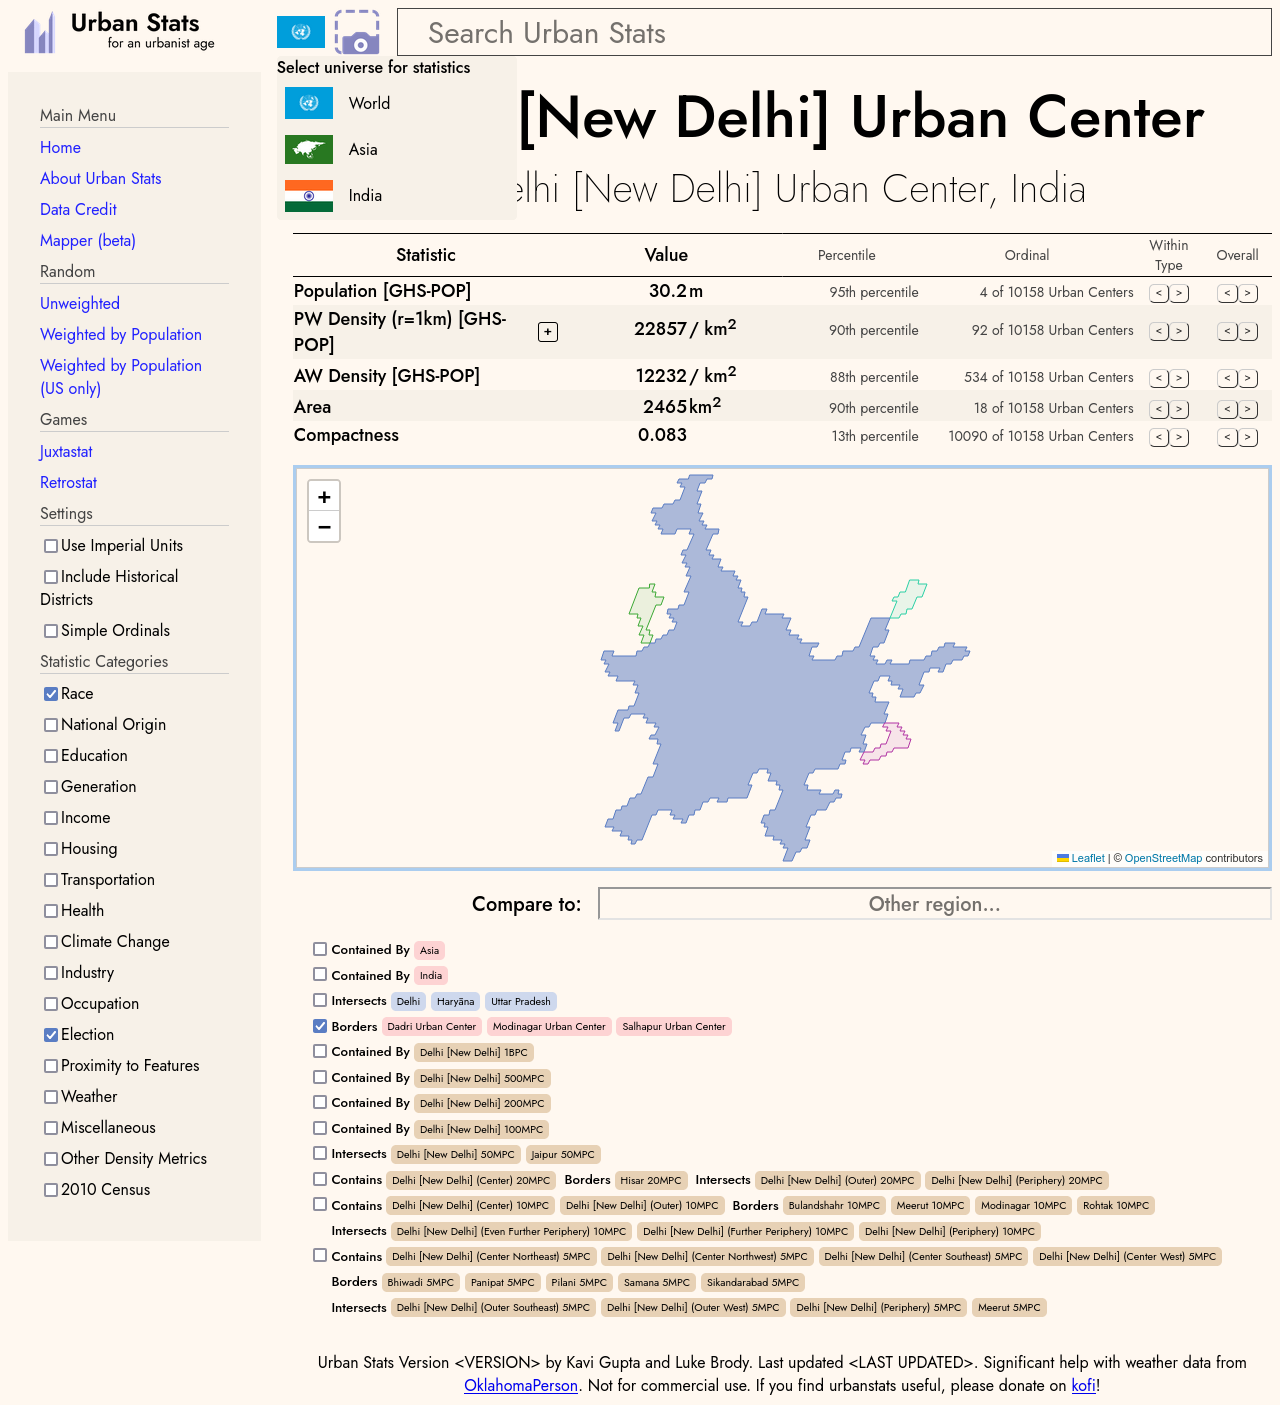 Urban Stats
for an urbanist age
Search Urban Stats
Select universe for statistics
World
Asia
India
[New Delhi] Urban Center
elhi [New Delhi] Urban Center, India
Main Menu
Home
About Urban Stats
Data Credit
Mapper (beta)
Random
Unweighted
Weighted by Population
Weighted by Population
(US only)
Games
Juxtastat
Retrostat
Settings
Use Imperial Units
Include Historical
Districts
Simple Ordinals
Statistic Categories
Race
National Origin
Education
Generation
Income
Housing
Transportation
Health
Climate Change
Industry
Occupation
Election
Proximity to Features
Weather
Miscellaneous
Other Density Metrics
2010 Census
Statistic Value Percentile Ordinal Within Type Overall
Population [GHS-POP] 30.2 m 95th percentile 4 of 10158 Urban Centers < > < >
PW Density (r=1km) [GHS-POP] + 22857 / km² 90th percentile 92 of 10158 Urban Centers < > < >
AW Density [GHS-POP] 12232 / km² 88th percentile 534 of 10158 Urban Centers < > < >
Area 2465 km² 90th percentile 18 of 10158 Urban Centers < > < >
Compactness 0.083 13th percentile 10090 of 10158 Urban Centers < > < >
+
−
Leaflet | © OpenStreetMap contributors
Compare to: Other region...
Contained By Asia
Contained By India
Intersects Delhi Haryāna Uttar Pradesh
Borders Dadri Urban Center Modinagar Urban Center Salhapur Urban Center
Contained By Delhi [New Delhi] 1BPC
Contained By Delhi [New Delhi] 500MPC
Contained By Delhi [New Delhi] 200MPC
Contained By Delhi [New Delhi] 100MPC
Intersects Delhi [New Delhi] 50MPC Jaipur 50MPC
Contains Delhi [New Delhi] (Center) 20MPC Borders Hisar 20MPC Intersects Delhi [New Delhi] (Outer) 20MPC Delhi [New Delhi] (Periphery) 20MPC
Contains Delhi [New Delhi] (Center) 10MPC Delhi [New Delhi] (Outer) 10MPC Borders Bulandshahr 10MPC Meerut 10MPC Modinagar 10MPC Rohtak 10MPC
Intersects Delhi [New Delhi] (Even Further Periphery) 10MPC Delhi [New Delhi] (Further Periphery) 10MPC Delhi [New Delhi] (Periphery) 10MPC
Contains Delhi [New Delhi] (Center Northeast) 5MPC Delhi [New Delhi] (Center Northwest) 5MPC Delhi [New Delhi] (Center Southeast) 5MPC Delhi [New Delhi] (Center West) 5MPC
Borders Bhiwadi 5MPC Panipat 5MPC Pilani 5MPC Samana 5MPC Sikandarabad 5MPC
Intersects Delhi [New Delhi] (Outer Southeast) 5MPC Delhi [New Delhi] (Outer West) 5MPC Delhi [New Delhi] (Periphery) 5MPC Meerut 5MPC
Urban Stats Version <VERSION> by Kavi Gupta and Luke Brody. Last updated <LAST UPDATED>. Significant help with weather data from
OklahomaPerson. Not for commercial use. If you find urbanstats useful, please donate on kofi!